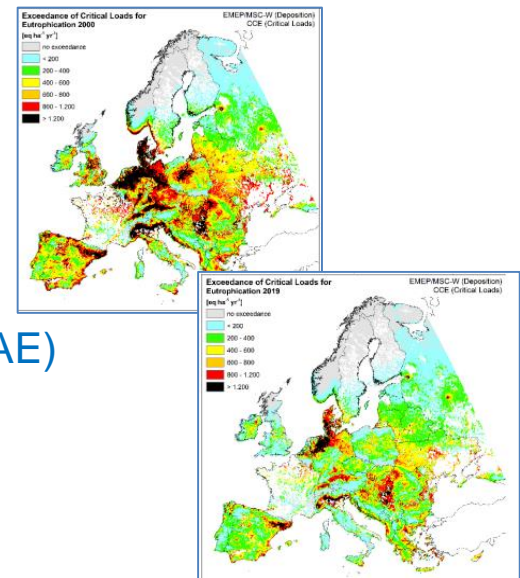 Exceedance of Critical Loads for
Eutrophication 2000
EMEP/MSC-W (Deposition)
CCE (Critical Loads)
[eq ha⁻¹ yr⁻¹]
no exceedance
< 200
200 - 400
400 - 600
600 - 800
800 - 1.200
> 1.200
AE)
Exceedance of Critical Loads for
Eutrophication 2019
EMEP/MSC-W (Deposition)
CCE (Critical Loads)
[eq ha⁻¹ yr⁻¹]
no exceedance
< 200
200 - 400
400 - 600
600 - 800
800 - 1.200
> 1.200